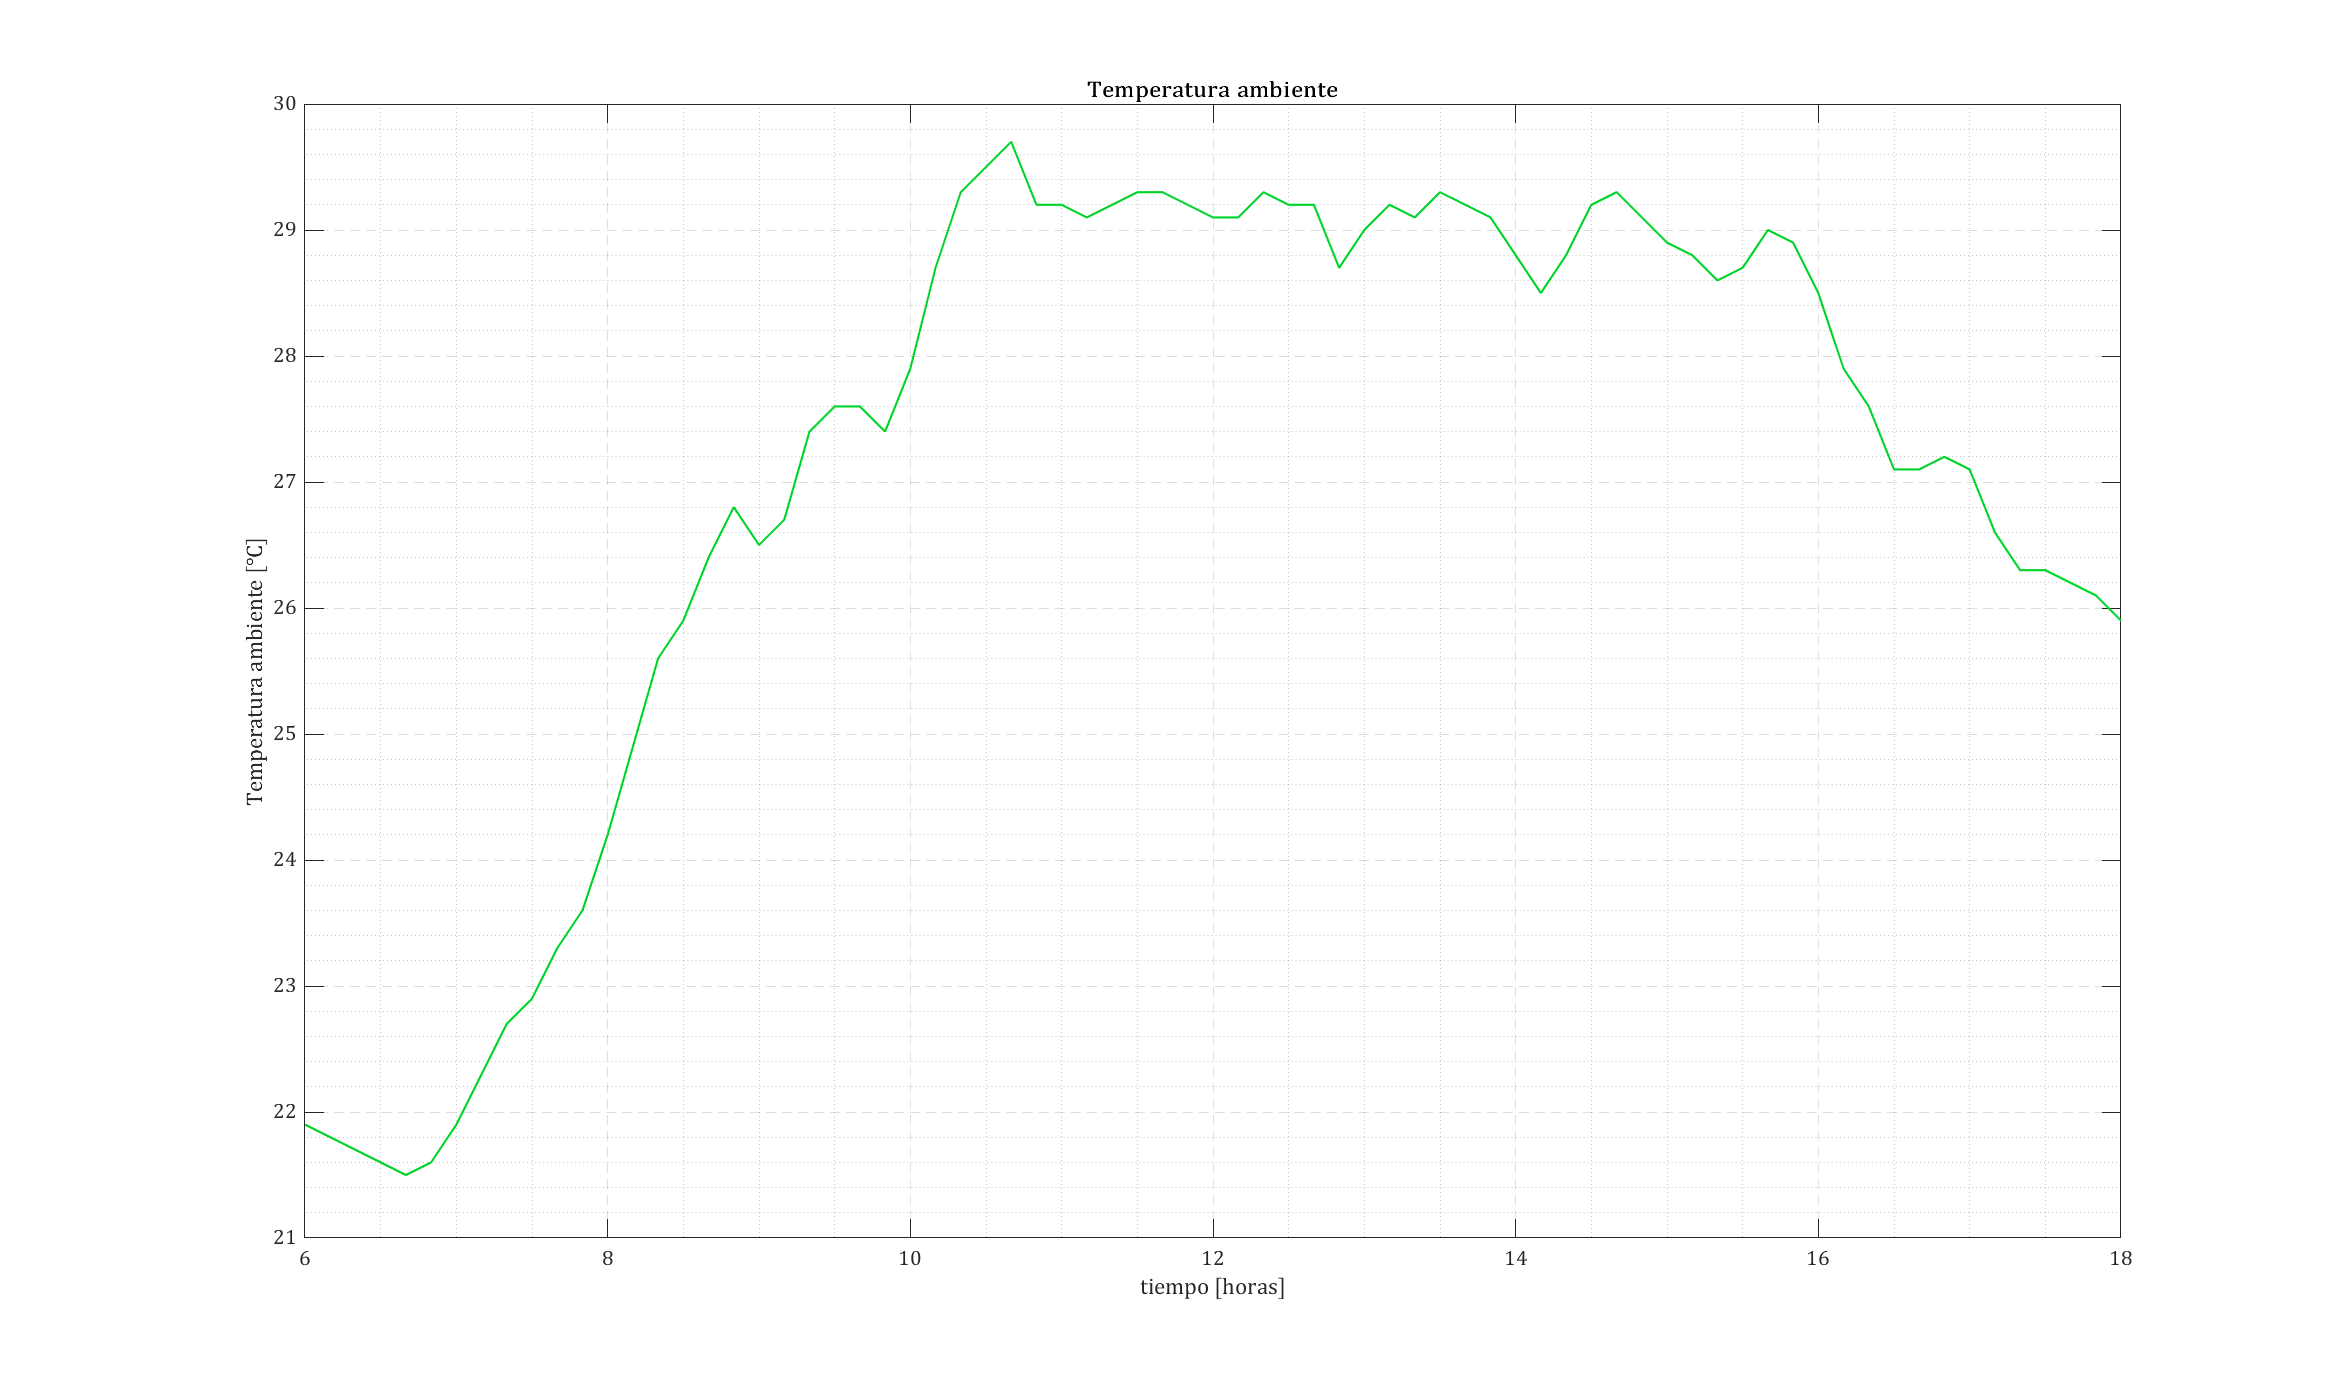 Temperatura ambiente
30
29
28
27
26
25
24
23
22
21
Temperatura ambiente [°C]
6 8 10 12 14 16 18
tiempo [horas]